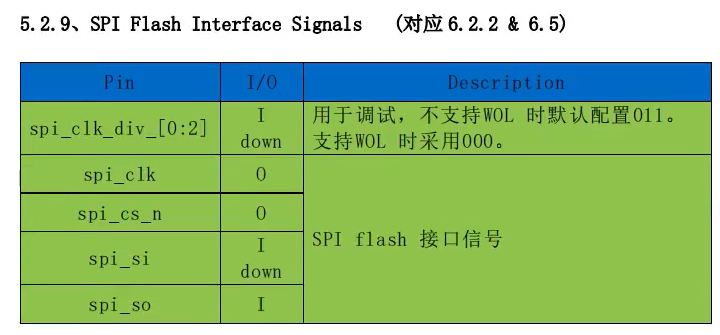 5.2.9、SPI Flash Interface Signals (对应 6.2.2 & 6.5)
Pin I/O Description
spi_clk_div_[0:2] I down 用于调试，不支持WOL 时默认配置011。
支持WOL 时采用000。
spi_clk O
spi_cs_n O
SPI flash 接口信号
spi_si I down
spi_so I